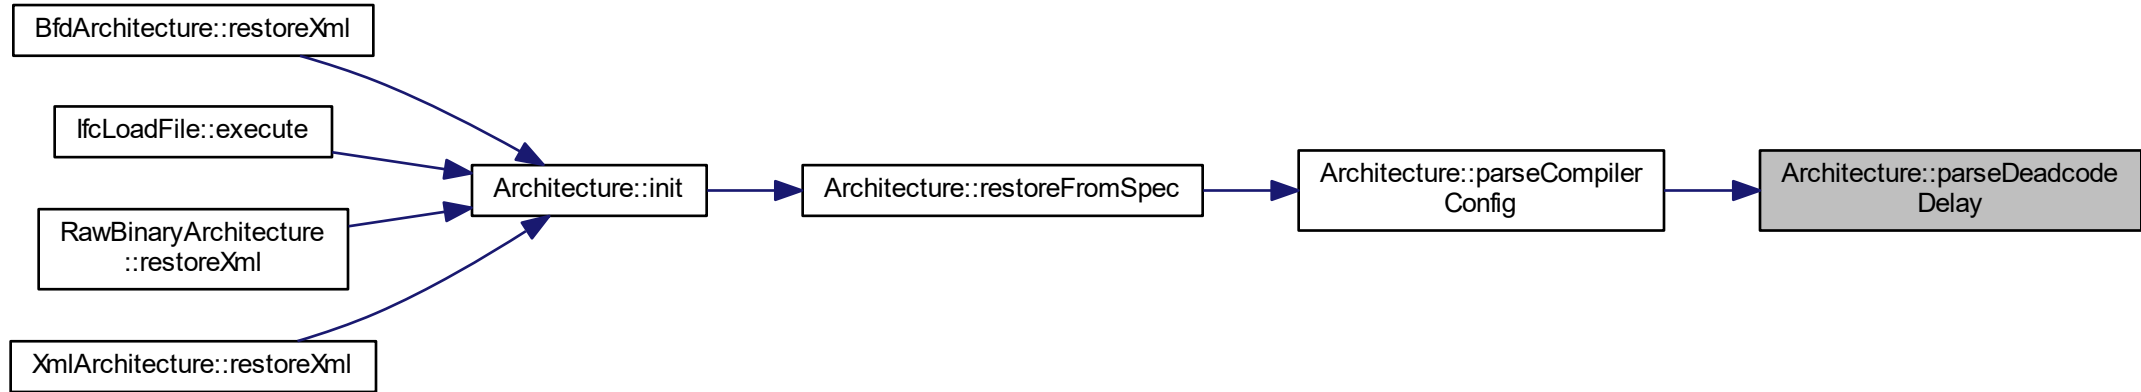 BfdArchitecture::restoreXml
IfcLoadFile::execute
RawBinaryArchitecture
::restoreXml
XmlArchitecture::restoreXml
Architecture::init
Architecture::restoreFromSpec
Architecture::parseCompiler
Config
Architecture::parseDeadcode
Delay